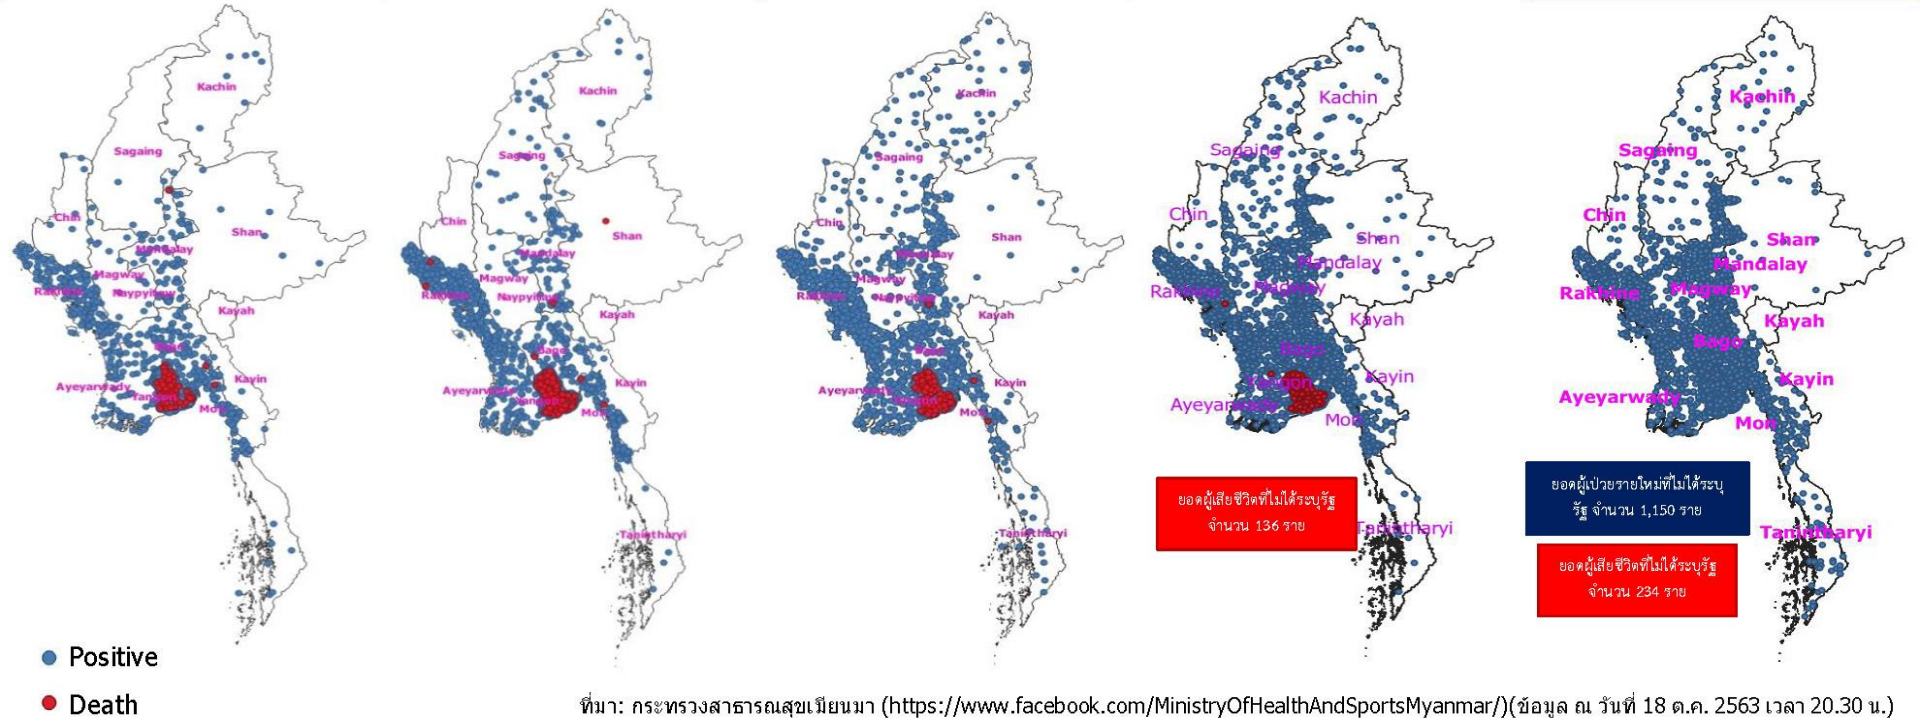 Kachin
Sagaing
Chin
Shan
Mandalay
Magway
Rakhine
Naypyitaw
Kayah
Bago
Kayin
Ayeyarwady
Yangon
Mon
Kachin
Sagaing
Chin
Shan
Mandalay
Magway
Rakhine
Naypyitaw
Kayah
Bago
Kayin
Ayeyarwady
Yangon
Mon
Tanintharyi
Kachin
Sagaing
Chin
Shan
Mandalay
Magway
Rakhine
Naypyitaw
Kayah
Bago
Kayin
Ayeyarwady
Yangon
Mon
Tanintharyi
Kachin
Sagaing
Chin
Shan
Mandalay
Magway
Rakhine
Kayah
Bago
Kayin
Yangon
Ayeyarwady
Mon
ยอดผู้เสียชีวิตที่ไม่ได้ระบุรัฐ
จำนวน 136 ราย
Tanintharyi
Kachin
Sagaing
Chin
Shan
Mandalay
Magway
Rakhine
Kayah
Bago
Kayin
Ayeyarwady
Mon
ยอดผู้ป่วยรายใหม่ที่ไม่ได้ระบุ
รัฐ จำนวน 1,150 ราย
Tanintharyi
ยอดผู้เสียชีวิตที่ไม่ได้ระบุรัฐ
จำนวน 234 ราย
Positive
Death
ที่มา: กระทรวงสาธารณสุขเมียนมา (https://www.facebook.com/MinistryOfHealthAndSportsMyanmar/)(ข้อมูล ณ วันที่ 18 ต.ค. 2563 เวลา 20.30 น.)